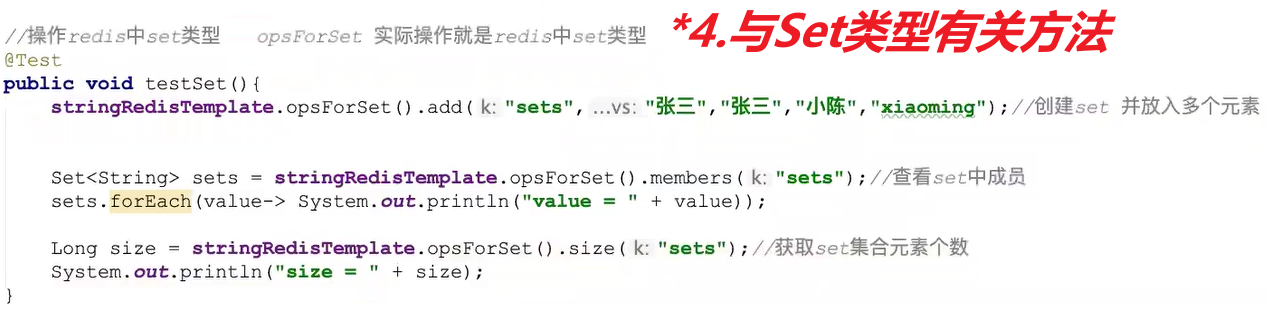 *4.与Set类型有关方法
//操作redis中set类型 opsForSet 实际操作就是redis中set类型
@Test
public void testSet(){
stringRedisTemplate.opsForSet().add(k:"sets",...vs:"张三","张三","小陈","xiaoming");//创建set 并放入多个元素
Set<String> sets = stringRedisTemplate.opsForSet().members(k:"sets");//查看set中成员
sets.forEach(value-> System.out.println("value = " + value));
Long size = stringRedisTemplate.opsForSet().size(k:"sets");//获取set集合元素个数
System.out.println("size = " + size);
}